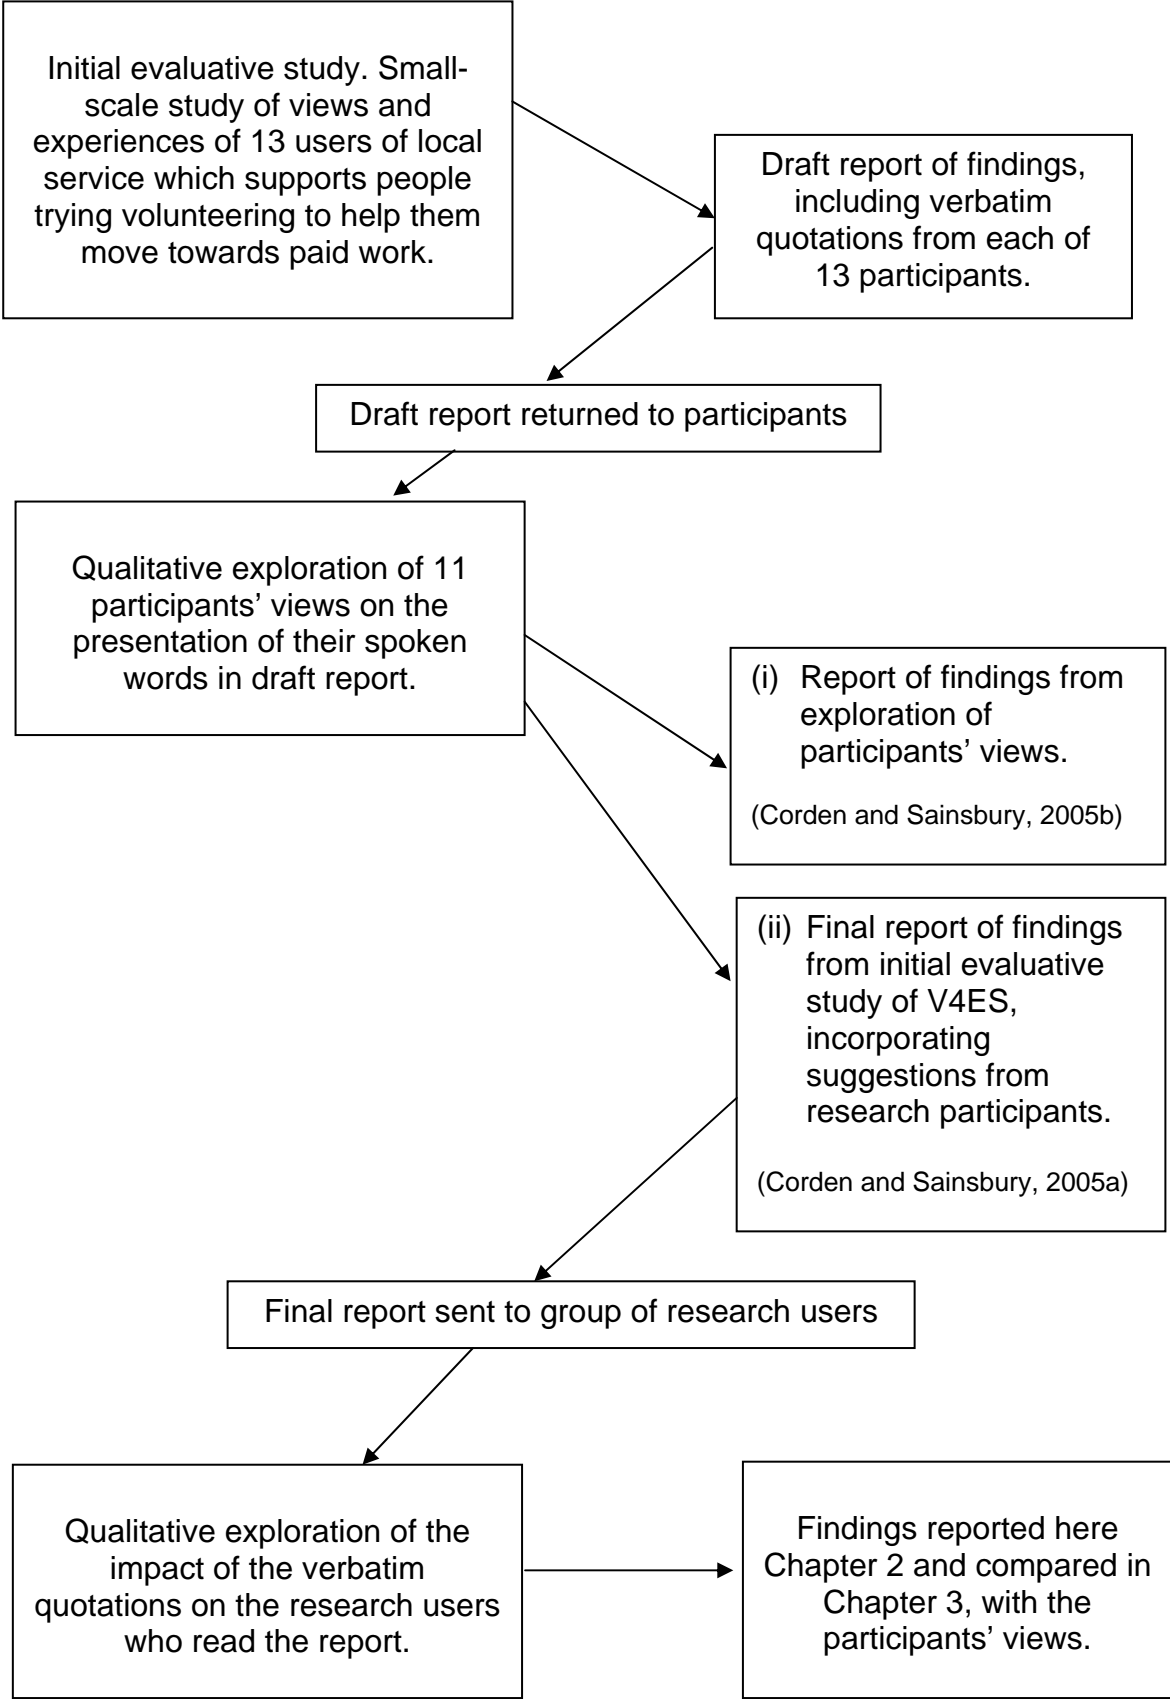 Initial evaluative study. Small-
scale study of views and
experiences of 13 users of local
service which supports people
trying volunteering to help them
move towards paid work.
Draft report of findings,
including verbatim
quotations from each of
13 participants.
Draft report returned to participants
Qualitative exploration of 11
participants’ views on the
presentation of their spoken
words in draft report.
(i) Report of findings from
exploration of
participants’ views.
(Corden and Sainsbury, 2005b)
(ii) Final report of findings
from initial evaluative
study of V4ES,
incorporating
suggestions from
research participants.
(Corden and Sainsbury, 2005a)
Final report sent to group of research users
Qualitative exploration of the
impact of the verbatim
quotations on the research users
who read the report.
Findings reported here
Chapter 2 and compared in
Chapter 3, with the
participants’ views.